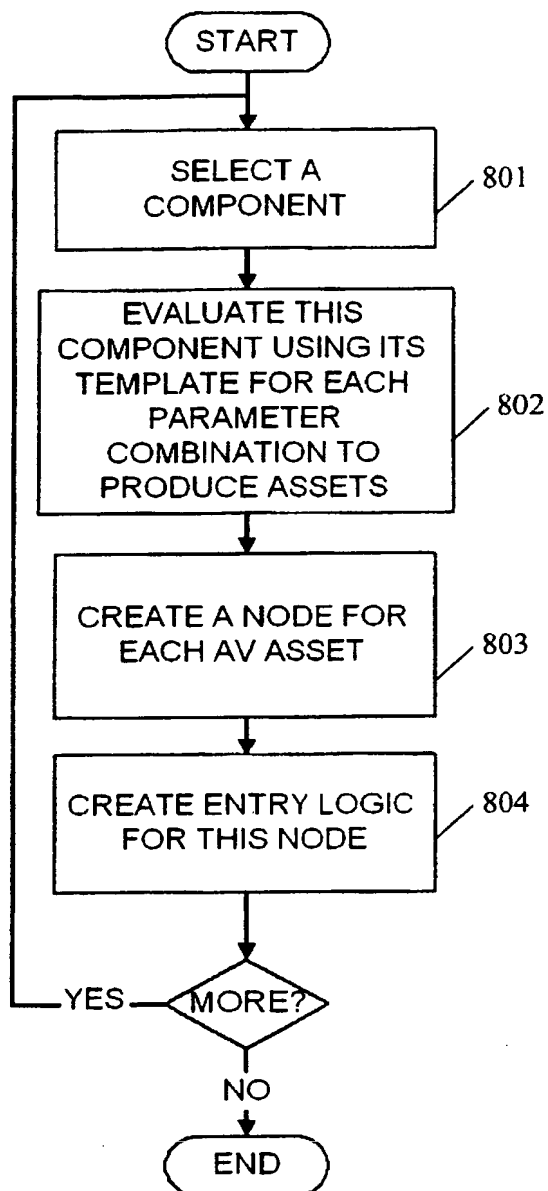 START
SELECT A
COMPONENT
801
EVALUATE THIS
COMPONENT USING ITS
TEMPLATE FOR EACH
PARAMETER
COMBINATION TO
PRODUCE ASSETS
802
CREATE A NODE FOR
EACH AV ASSET
803
CREATE ENTRY LOGIC
FOR THIS NODE
804
YES
MORE?
NO
END